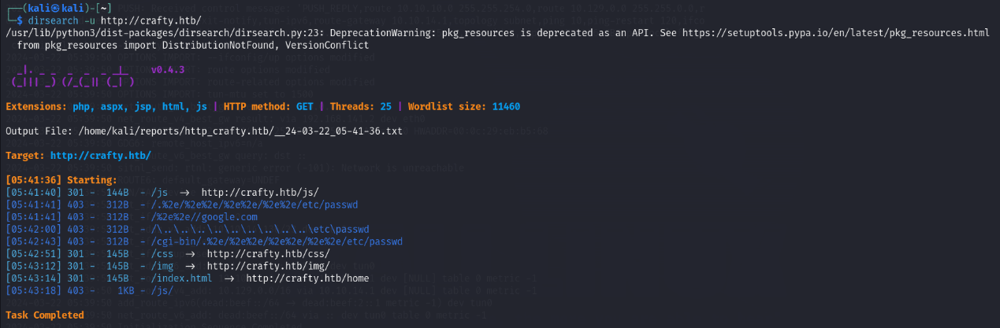 ┌──(kali㉿kali)-[~]
└─$ dirsearch -u http://crafty.htb/
/usr/lib/python3/dist-packages/dirsearch/dirsearch.py:23: DeprecationWarning: pkg_resources is deprecated as an API. See https://setuptools.pypa.io/en/latest/pkg_resources.html
from pkg_resources import DistributionNotFound, VersionConflict
v0.4.3
Extensions: php, aspx, jsp, html, js | HTTP method: GET | Threads: 25 | Wordlist size: 11460
Output File: /home/kali/reports/http_crafty.htb/__24-03-22_05-41-36.txt
Target: http://crafty.htb/
[05:41:36] Starting:
[05:41:40] 301 - 144B - /js -> http://crafty.htb/js/
[05:41:41] 403 - 312B - /.%2e/%2e%2e/%2e%2e/%2e%2e/etc/passwd
[05:41:41] 403 - 312B - /%2e%2e//google.com
[05:42:00] 403 - 312B - /\..\..\..\..\..\..\..\..\..\etc\passwd
[05:42:43] 403 - 312B - /cgi-bin/.%2e/%2e%2e/%2e%2e/%2e%2e/etc/passwd
[05:42:51] 301 - 145B - /css -> http://crafty.htb/css/
[05:43:12] 301 - 145B - /img -> http://crafty.htb/img/
[05:43:14] 301 - 145B - /index.html -> http://crafty.htb/home
[05:43:18] 403 - 1KB - /js/
Task Completed